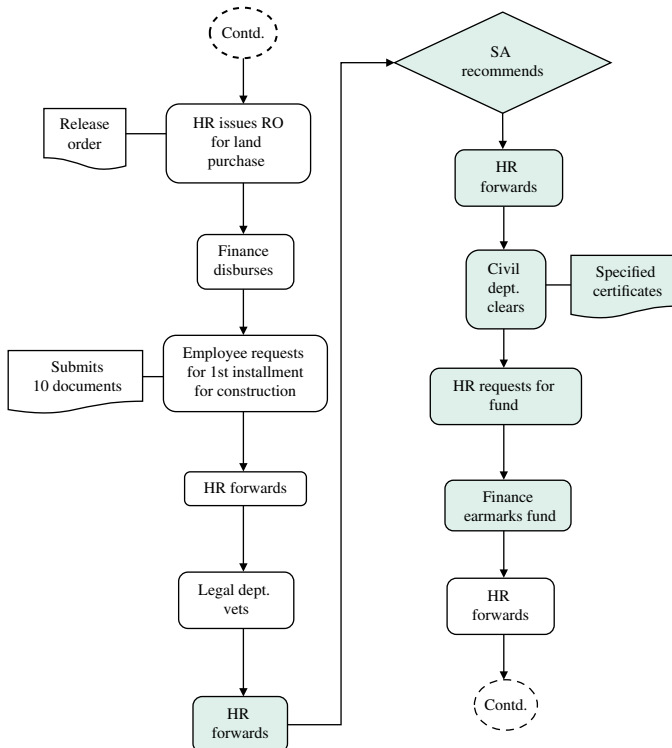 Contd.
Release
order
HR issues RO
for land
purchase
Finance
disburses
Submits
10 documents
Employee requests
for 1st installment
for construction
HR forwards
Legal dept.
vets
HR
forwards
SA
recommends
HR
forwards
Civil
dept.
clears
Specified
certificates
HR requests for
fund
Finance
earmarks fund
HR
forwards
Contd.